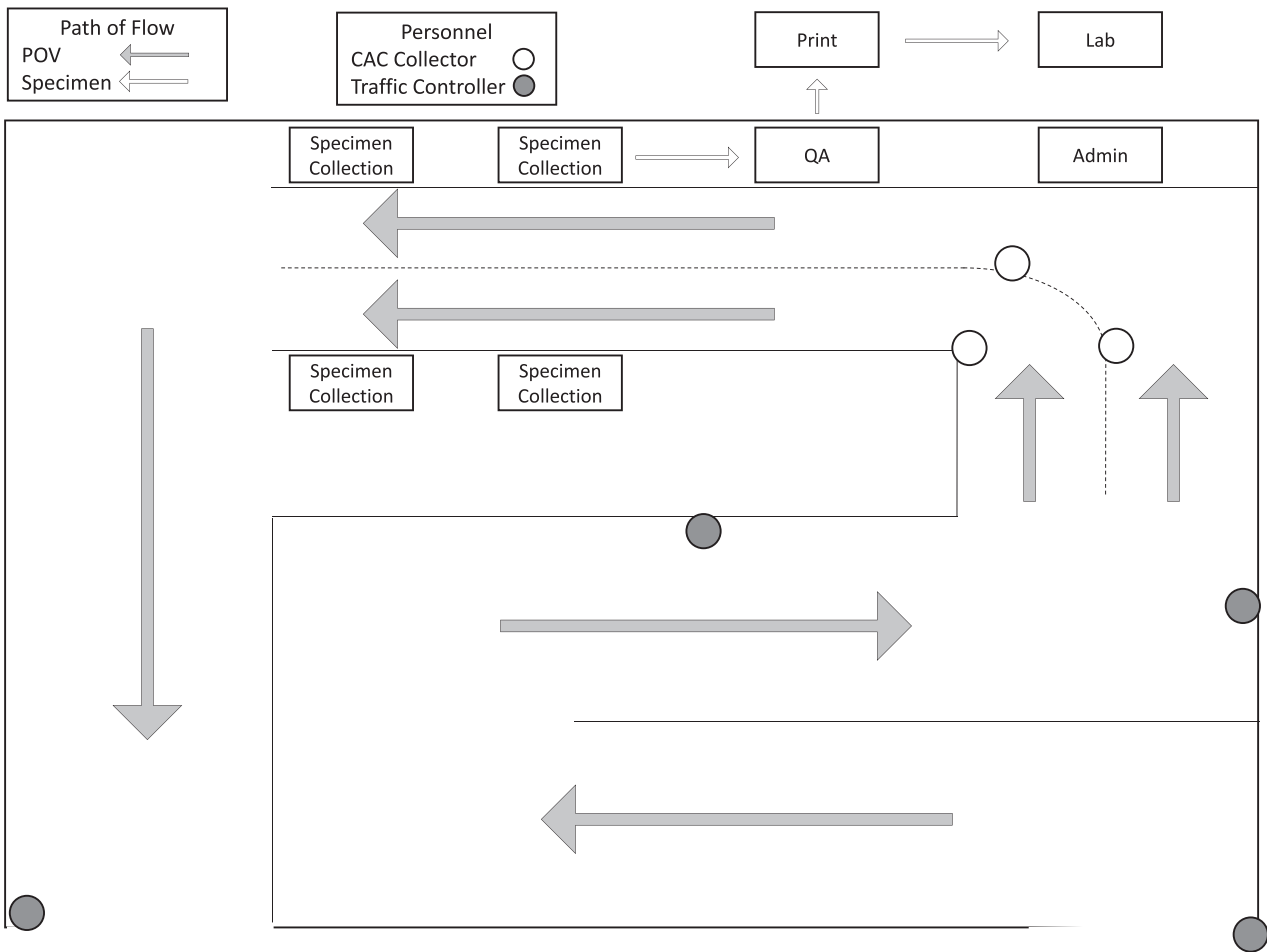 Path of Flow
POV
Specimen
Personnel
CAC Collector
Traffic Controller
Print
Lab
Specimen
Collection
Specimen
Collection
QA
Admin
Specimen
Collection
Specimen
Collection